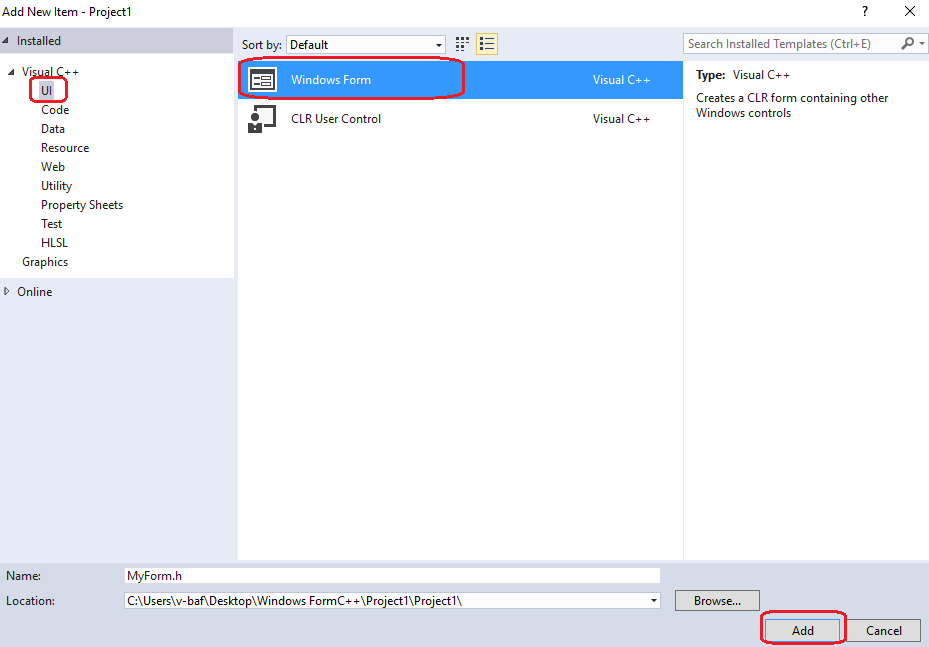 Add New Item - Project1
?
Installed
Sort by: Default
Search Installed Templates (Ctrl+E)
Visual C++
UI
Code
Data
Resource
Web
Utility
Property Sheets
Test
HLSL
Graphics
Online
Windows Form Visual C++
CLR User Control Visual C++
Type: Visual C++
Creates a CLR form containing other
Windows controls
Name: MyForm.h
Location: C:\Users\v-baf\Desktop\Windows FormC++\Project1\Project1\
Browse...
Add Cancel